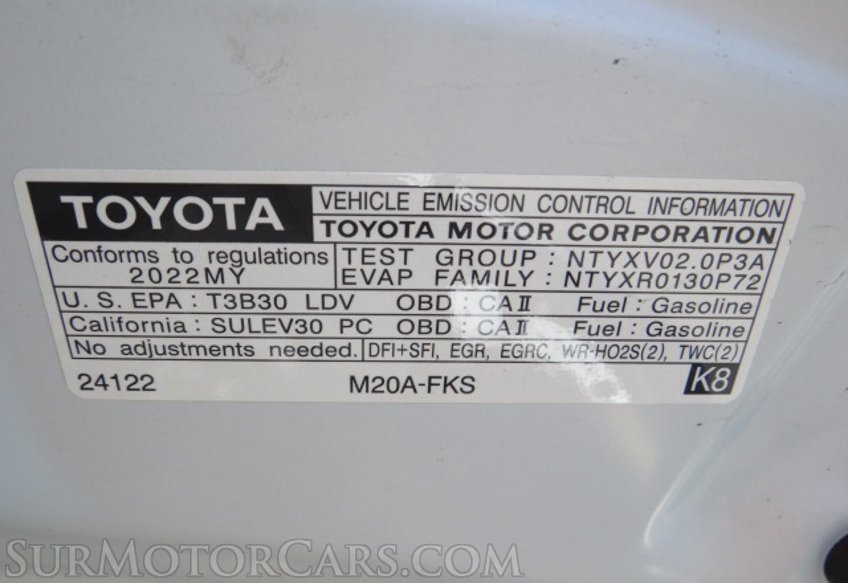 TOYOTA
VEHICLE EMISSION CONTROL INFORMATION
TOYOTA MOTOR CORPORATION
Conforms to regulations
2022MY
TEST GROUP : NTYXV02.0P3A
EVAP FAMILY : NTYXR0130P72
U. S. EPA : T3B30 LDV OBD : CAⅡ Fuel : Gasoline
California : SULEV30 PC OBD : CAⅡ Fuel : Gasoline
No adjustments needed. DFI+SFI, EGR, EGRC, WR-HO2S(2), TWC(2)
24122 M20A-FKS K8
SURMOTORCARS.COM